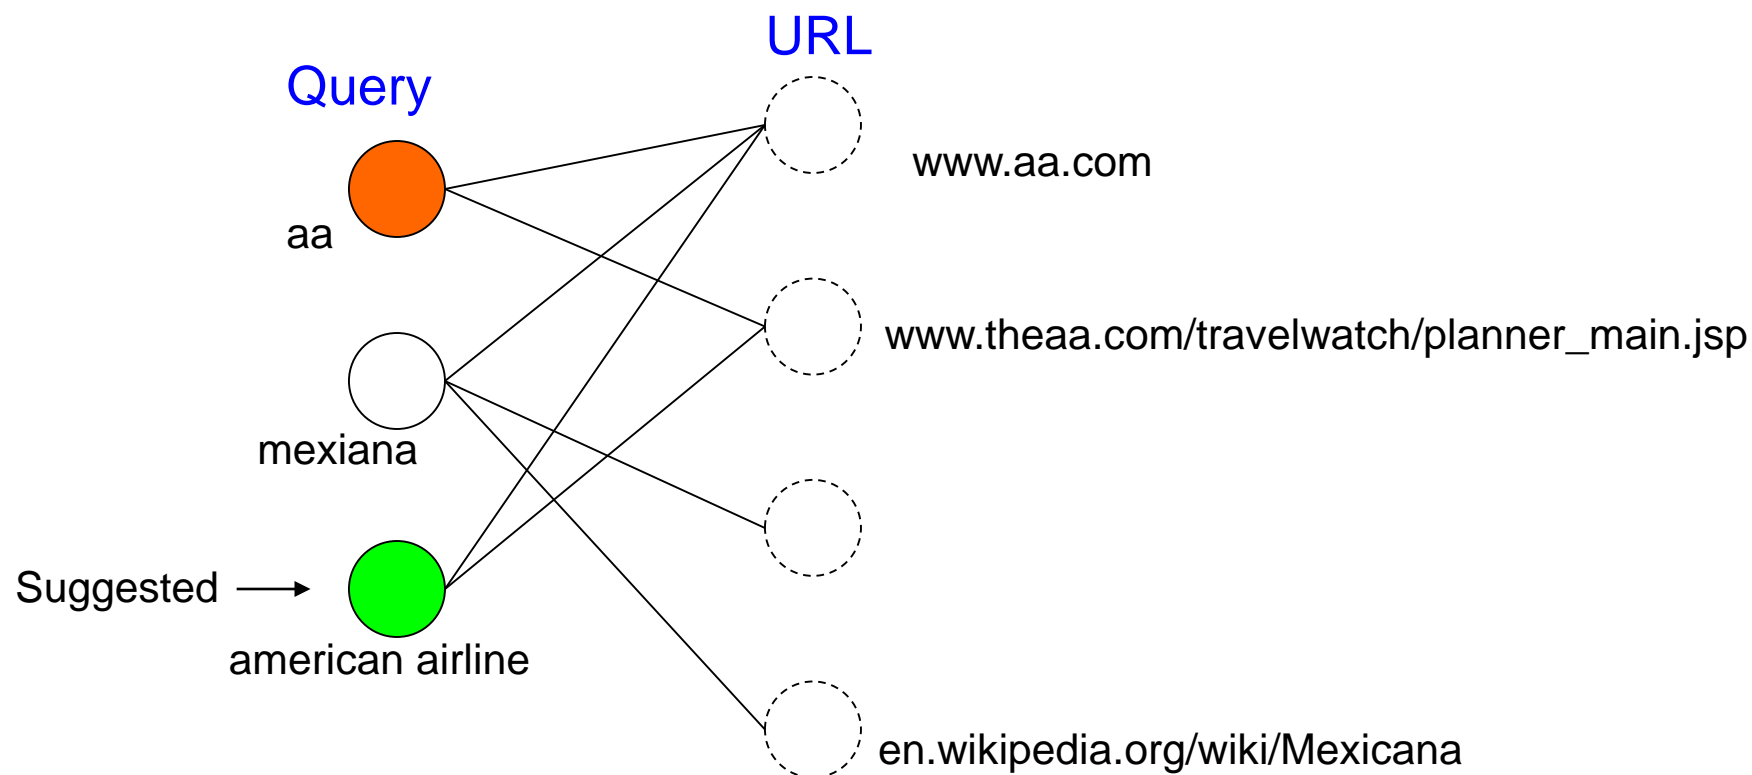 URL
Query
www.aa.com
aa
www.theaa.com/travelwatch/planner_main.jsp
mexiana
Suggested
american airline
en.wikipedia.org/wiki/Mexicana